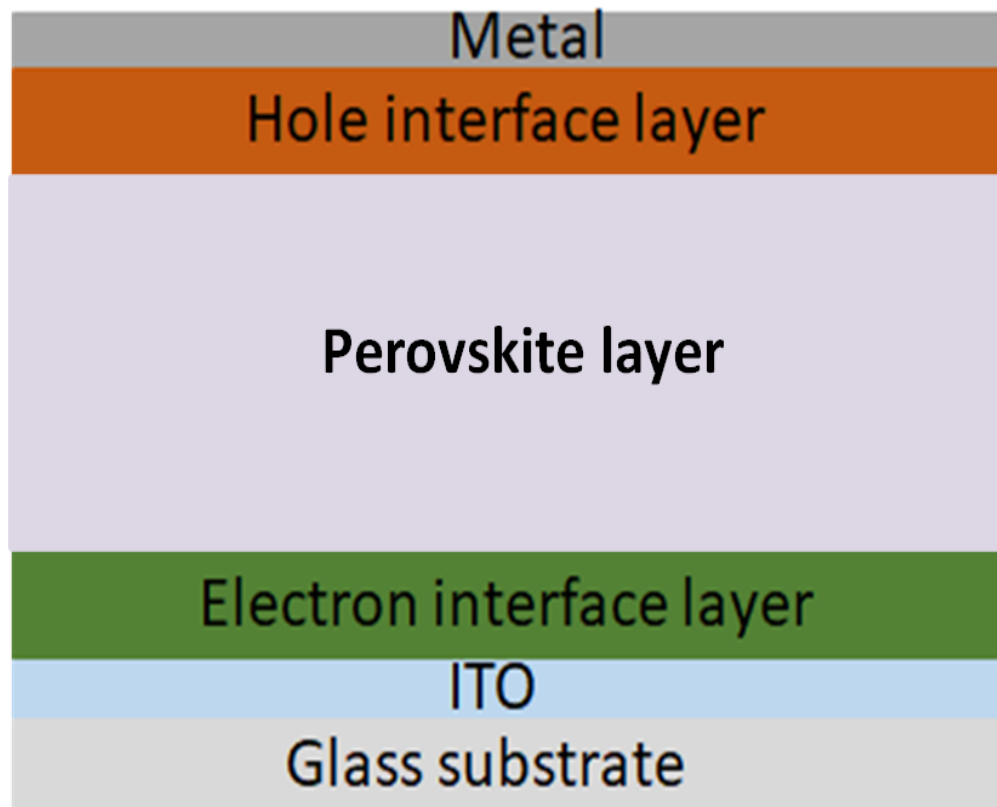 Metal
Hole interface layer
Perovskite layer
Electron interface layer
ITO
Glass substrate